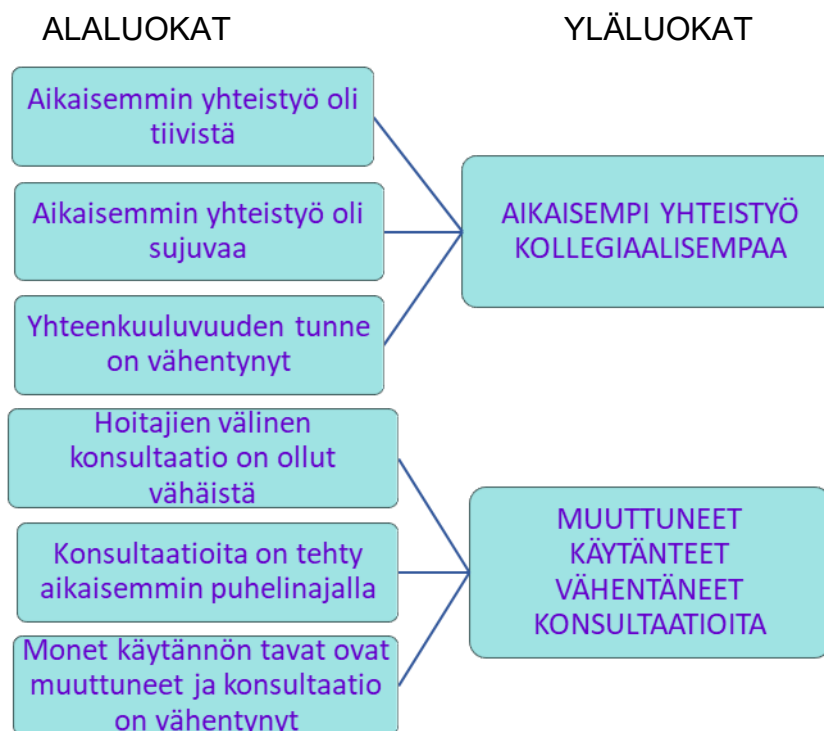 ALALUOKAT
YLÄLUOKAT
Aikaisemmin yhteistyö oli
tiivistä
Aikaisemmin yhteistyö oli
sujuvaa
Yhteenkuuluvuuden tunne
on vähentynyt
AIKAISEMPI YHTEISTYÖ
KOLLEGIAALISEMPAA
Hoitajien välinen
konsultaatio on ollut
vähäistä
Konsultaatioita on tehty
aikaisemmin puhelinajalla
Monet käytännön tavat ovat
muuttuneet ja konsultaatio
on vähentynyt
MUUTTUNEET
KÄYTÄNTEET
VÄHENTÄNEET
KONSULTAATIOITA